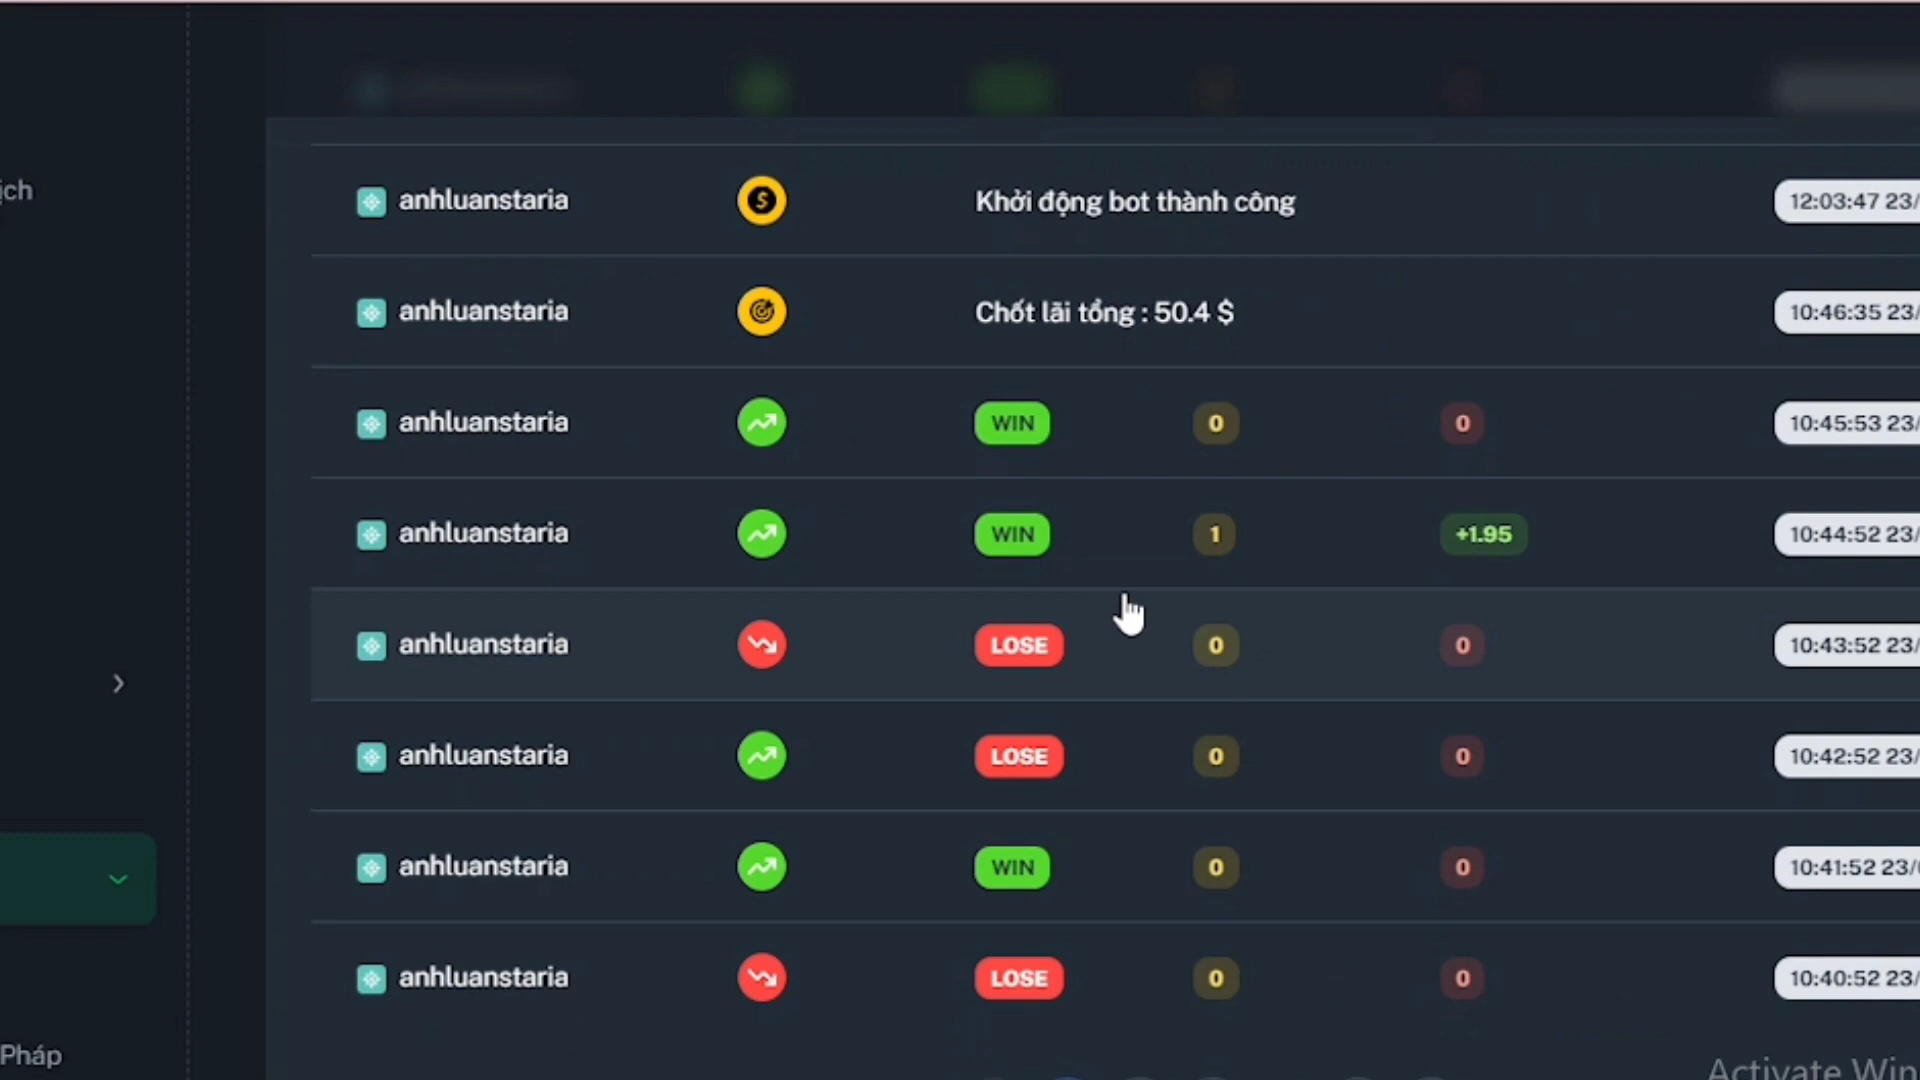 ịch
anhluanstaria Khởi động bot thành công 12:03:47 23/
anhluanstaria Chốt lãi tổng : 50.4 $ 10:46:35 23/
anhluanstaria WIN 0 0 10:45:53 23/
anhluanstaria WIN 1 +1.95 10:44:52 23/
anhluanstaria LOSE 0 0 10:43:52 23/
anhluanstaria LOSE 0 0 10:42:52 23/
anhluanstaria WIN 0 0 10:41:52 23/
anhluanstaria LOSE 0 0 10:40:52 23/
Pháp
Activate Win